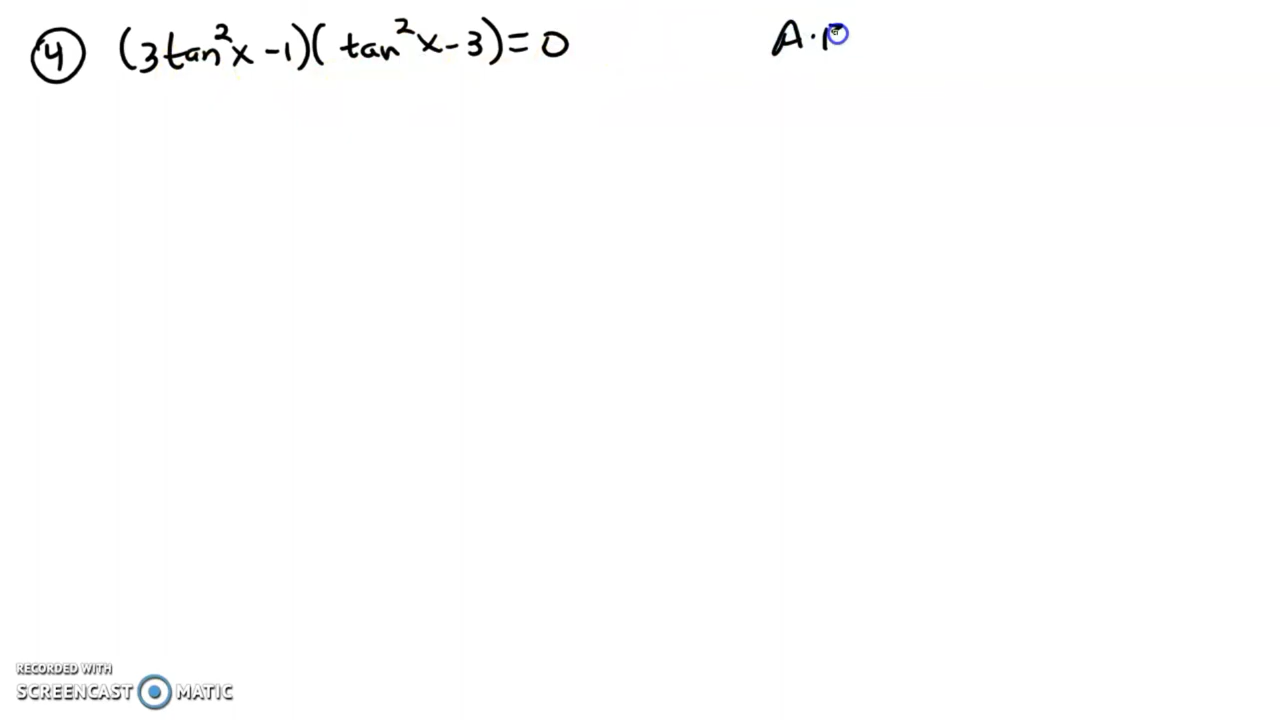 ④ (3tan²x-1)(tan²x-3)=0
A·
RECORDED WITH
SCREENCAST MATIC